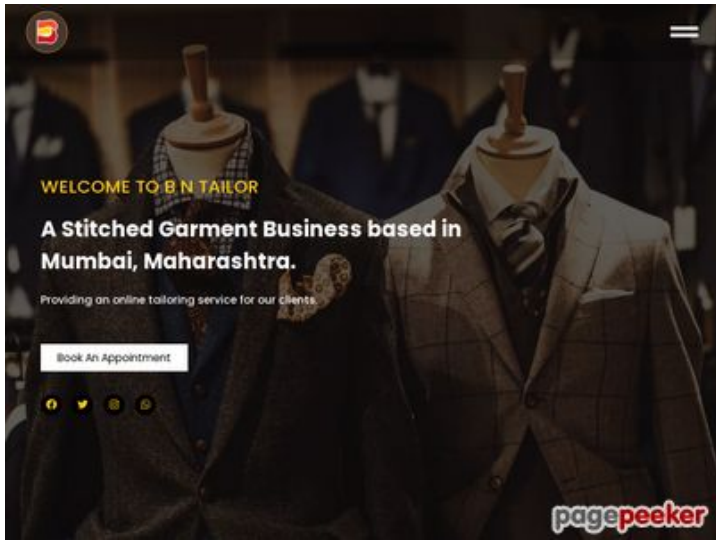 B
WELCOME TO B N TAILOR
A Stitched Garment Business based in
Mumbai, Maharashtra.
Providing an online tailoring service for our clients.
Book An Appointment
pagepeeker